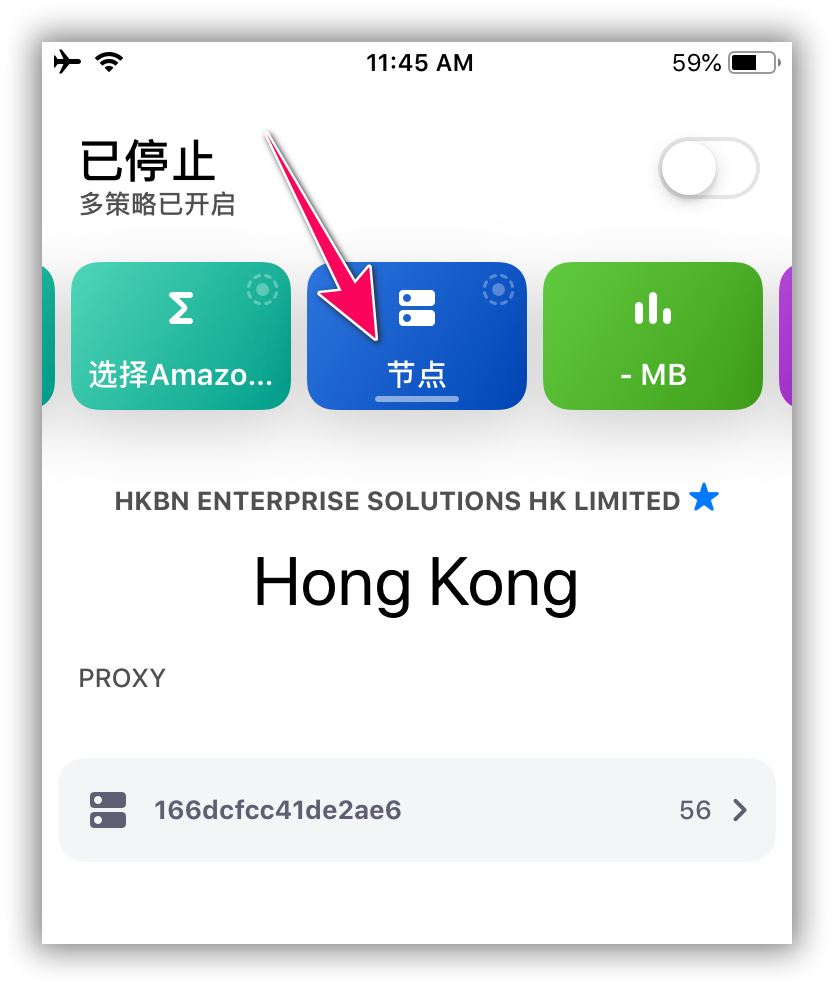 11:45 AM
59%
已停止
多策略已开启
选择Amazo...
节点
- MB
HKBN ENTERPRISE SOLUTIONS HK LIMITED
Hong Kong
PROXY
166dcfcc41de2ae6
56